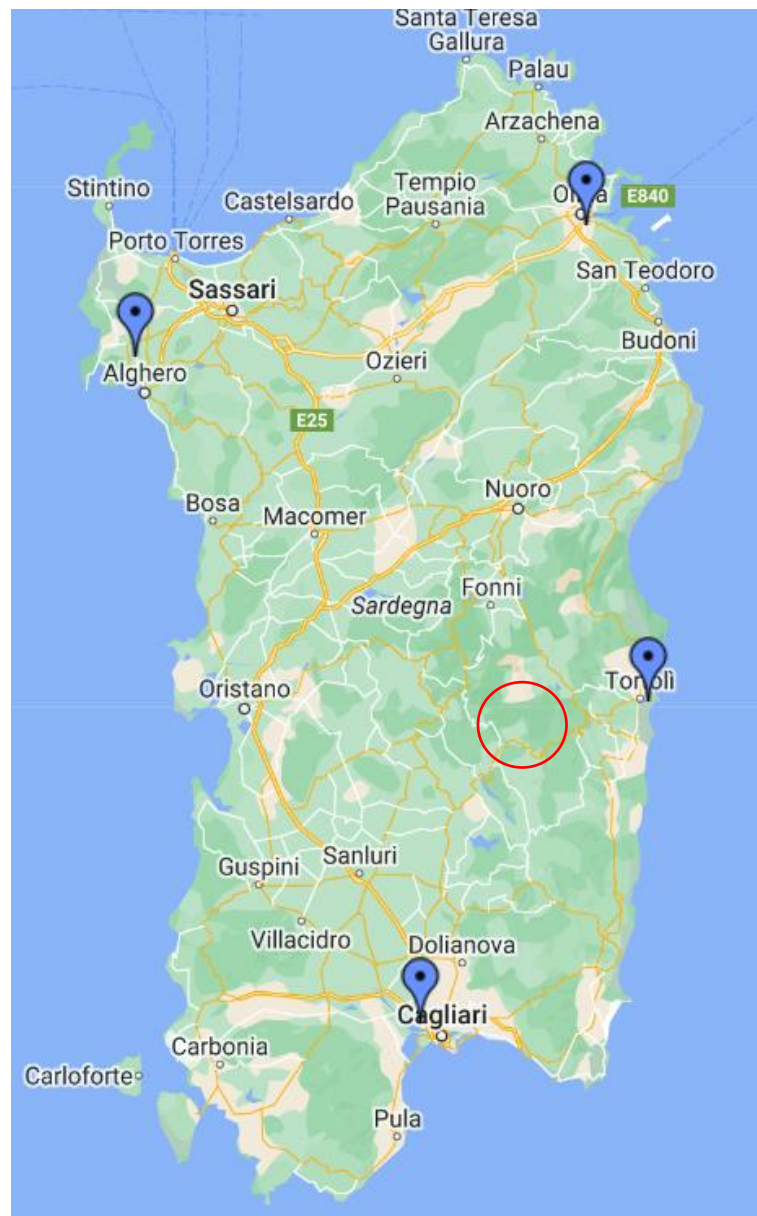 Santa Teresa
Gallura
Palau
Arzachena
Stintino
Castelsardo
Tempio
Pausania
E840
Porto Torres
San Teodoro
Sassari
Budoni
Ozieri
Alghero
E25
Nuoro
Bosa
Macomer
Fonni
Sardegna
Oristano
Sanluri
Guspini
Villacidro
Dolianova
Cagliari
Carbonia
Carloforte
Pula